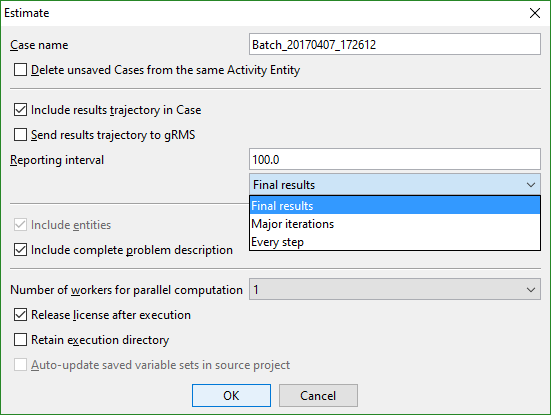 Estimate
Case name Batch_20170407_172612
Delete unsaved Cases from the same Activity Entity
Include results trajectory in Case
Send results trajectory to gRMS
Reporting interval 100.0
Final results
Final results
Major iterations
Every step
Include entities
Include complete problem description
Number of workers for parallel computation 1
Release license after execution
Retain execution directory
Auto-update saved variable sets in source project
OK Cancel